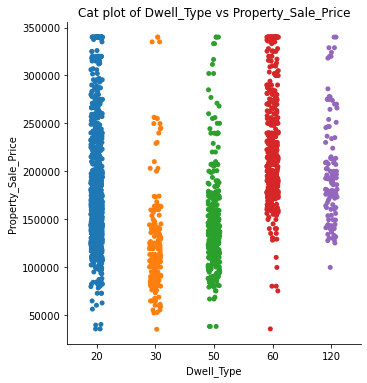 Cat plot of Dwell_Type vs Property_Sale_Price
350000
300000
250000
200000
150000
100000
50000
Property_Sale_Price
20 30 50 60 120
Dwell_Type